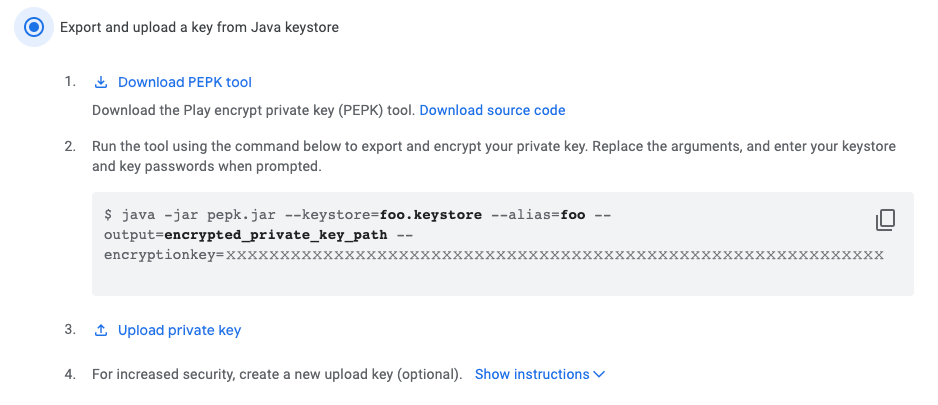 Export and upload a key from Java keystore
1. Download PEPK tool
Download the Play encrypt private key (PEPK) tool. Download source code
2. Run the tool using the command below to export and encrypt your private key. Replace the arguments, and enter your keystore
and key passwords when prompted.
$ java -jar pepk.jar --keystore=foo.keystore --alias=foo --
output=encrypted_private_key_path --
encryptionkey=XXXXXXXXXXXXXXXXXXXXXXXXXXXXXXXXXXXXXXXXXXXXXXXXXXXXXXXXXXXXXX
3. Upload private key
4. For increased security, create a new upload key (optional). Show instructions